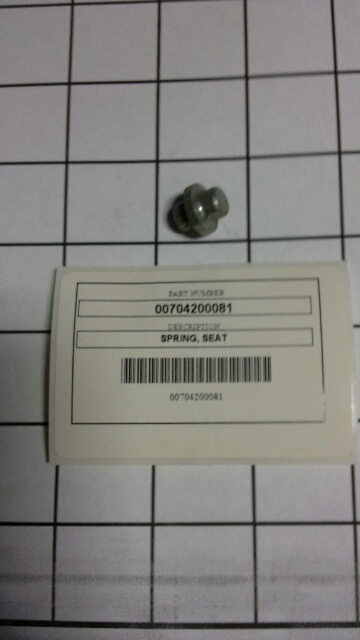 PART NUMBER
00704200081
DESCRIPTION
SPRING, SEAT
00704200081